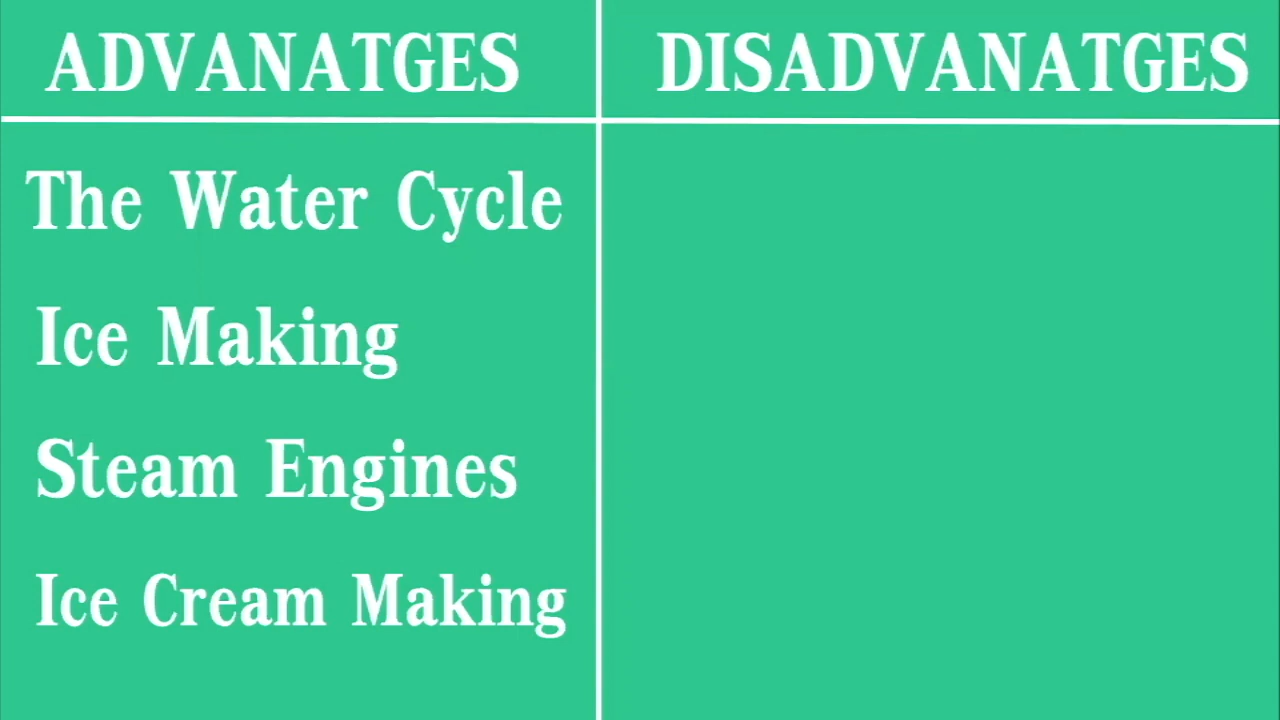 ADVANATGES
DISADVANATGES
The Water Cycle
Ice Making
Steam Engines
Ice Cream Making